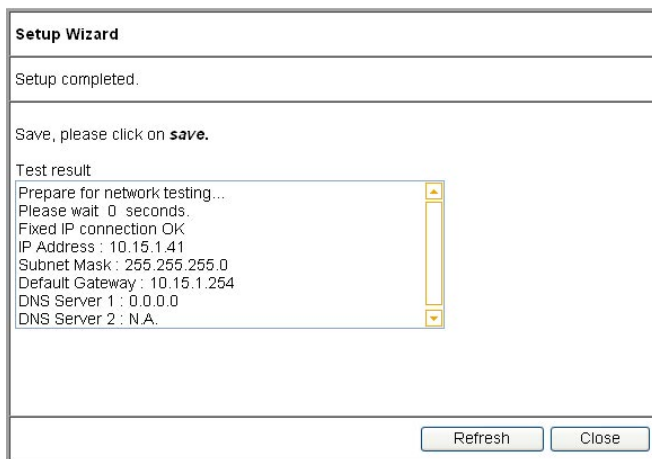 Setup Wizard
Setup completed.
Save, please click on save.
Test result
Prepare for network testing...
Please wait  0  seconds.
Fixed IP connection OK
IP Address : 10.15.1.41
Subnet Mask : 255.255.255.0
Default Gateway : 10.15.1.254
DNS Server 1 : 0.0.0.0
DNS Server 2 : N.A.
Refresh
Close